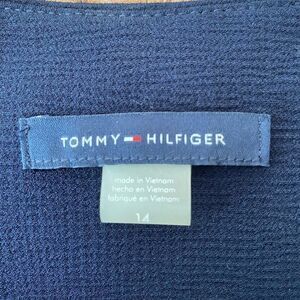 TOMMY HILFIGER
made in Vietnam
hecho en Vietnam
fabriqué en Vietnam
14